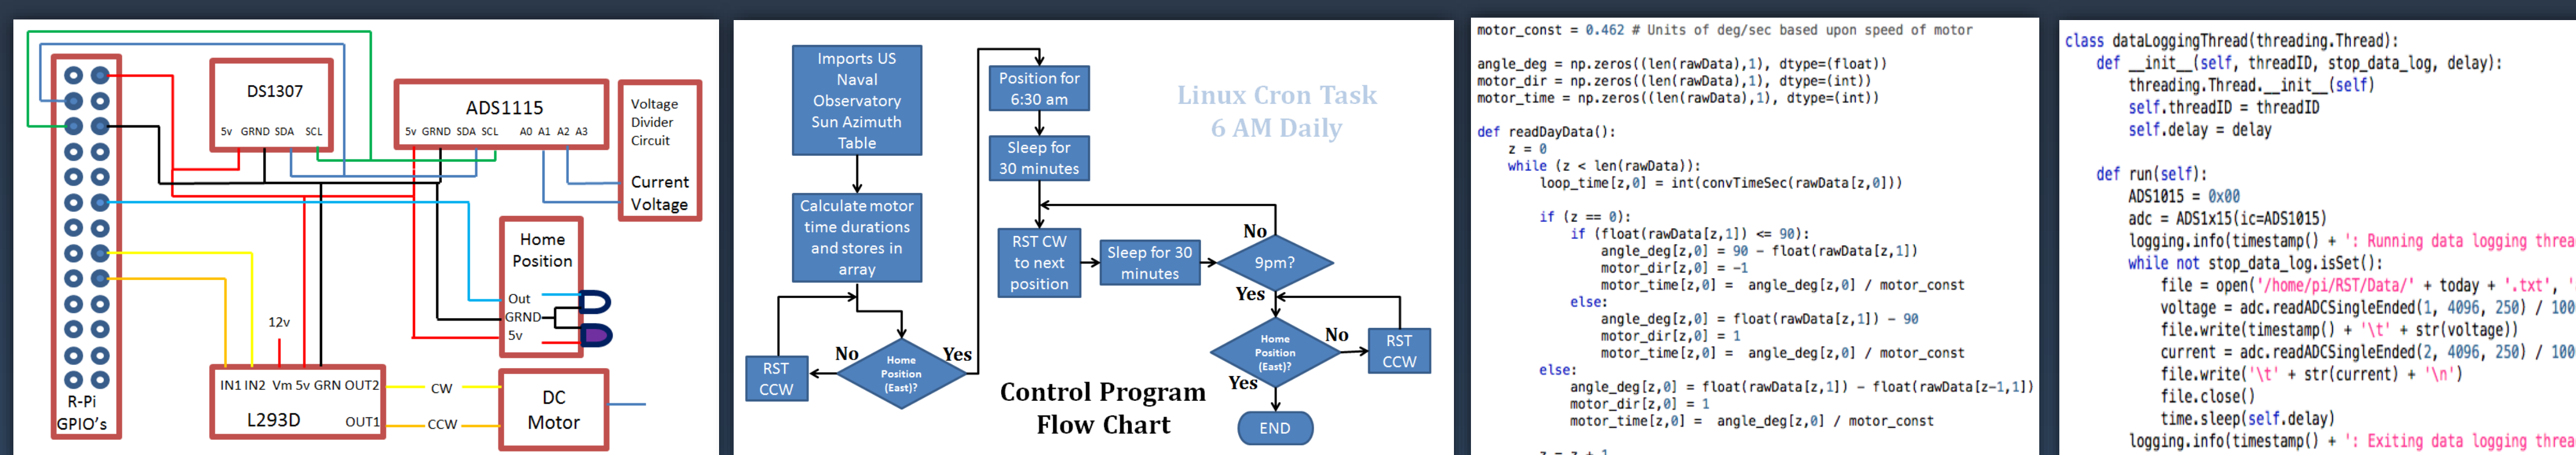 DS1307
5v GRND SDA SCL
ADS1115
5v GRND SDA SCL A0 A1 A2 A3
Voltage
Divider
Circuit
Current
Voltage
Home
Position
Out
GRND
5v
12v
IN1 IN2 Vm 5v GRN OUT2
L293D
OUT1
CW
CCW
DC
Motor
R-Pi
GPIO's
Imports US
Naval
Observatory
Sun Azimuth
Table
Calculate motor
time durations
and stores in
array
Home
Position
(East)?
No
Yes
RST
CCW
Position for
6:30 am
Sleep for
30 minutes
RST CW
to next
position
Sleep for 30
minutes
9pm?
No
Yes
Home
Position
(East)?
No
Yes
RST
CCW
END
Linux Cron Task
6 AM Daily
Control Program
Flow Chart
motor_const = 0.462 # Units of deg/sec based upon speed of motor
angle_deg = np.zeros((len(rawData),1), dtype=(float))
motor_dir = np.zeros((len(rawData),1), dtype=(int))
motor_time = np.zeros((len(rawData),1), dtype=(int))
def readDayData():
z = 0
while (z < len(rawData)):
loop_time[z,0] = int(convTimeSec(rawData[z,0]))
if (z == 0):
if (float(rawData[z,1]) <= 90):
angle_deg[z,0] = 90 - float(rawData[z,1])
motor_dir[z,0] = -1
motor_time[z,0] = angle_deg[z,0] / motor_const
else:
angle_deg[z,0] = float(rawData[z,1]) - 90
motor_dir[z,0] = 1
motor_time[z,0] = angle_deg[z,0] / motor_const
else:
angle_deg[z,0] = float(rawData[z,1]) - float(rawData[z-1,1])
motor_dir[z,0] = 1
motor_time[z,0] = angle_deg[z,0] / motor_const
z = z + 1
class dataLoggingThread(threading.Thread):
def __init__(self, threadID, stop_data_log, delay):
threading.Thread.__init__(self)
self.threadID = threadID
self.delay = delay
def run(self):
ADS1015 = 0x00
adc = ADS1x15(ic=ADS1015)
logging.info(timestamp() + ': Running data logging threa
while not stop_data_log.isSet():
file = open('/home/pi/RST/Data/' + today + '.txt', '
voltage = adc.readADCSingleEnded(1, 4096, 250) / 100
file.write(timestamp() + '\t' + str(voltage))
current = adc.readADCSingleEnded(2, 4096, 250) / 100
file.write('\t' + str(current) + '\n')
file.close()
time.sleep(self.delay)
logging.info(timestamp() + ': Exiting data logging threa